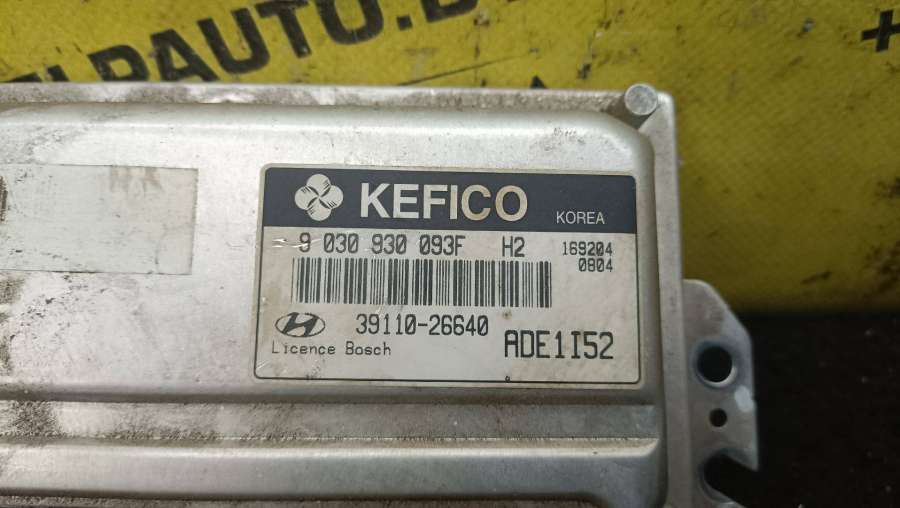 KEFICO KOREA
9 030 930 093F H2 169204
0804
39110-26640
Licence Bosch ADE1I52